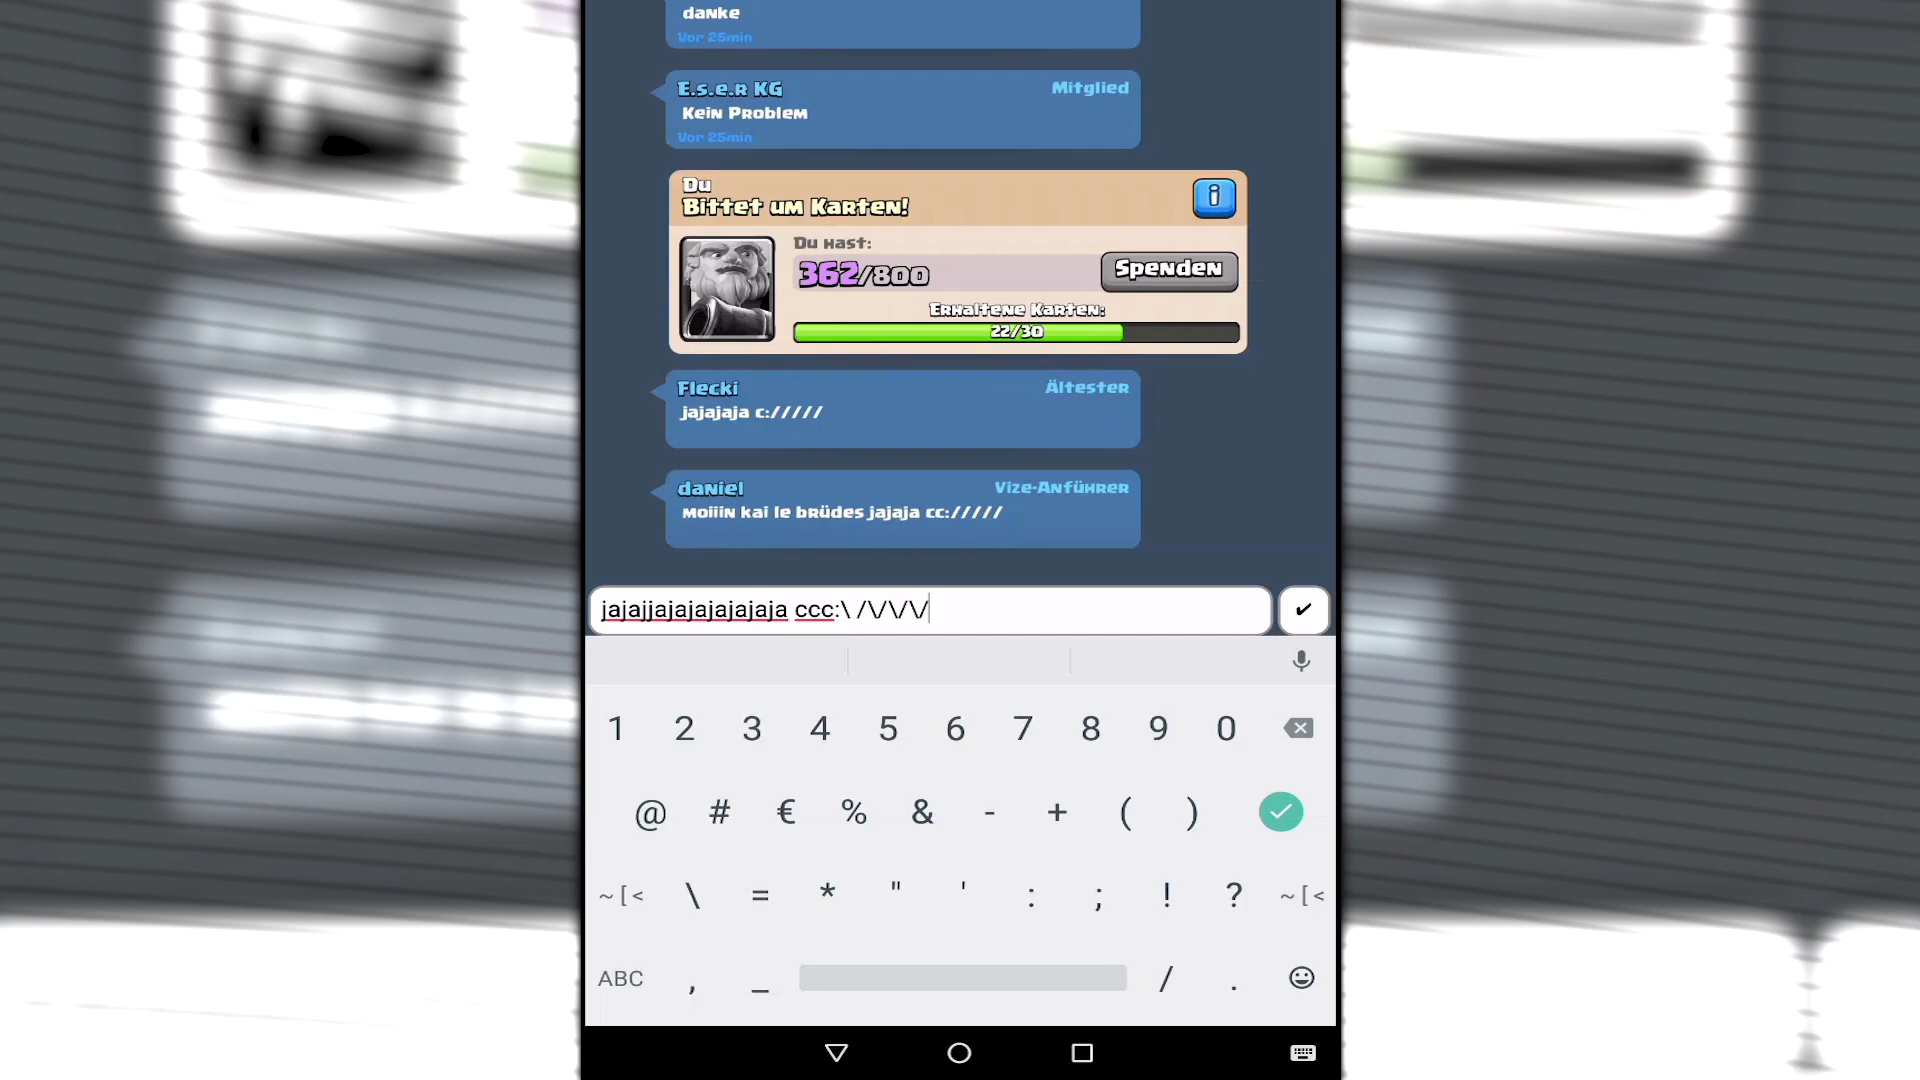 danke
Vor 25min
E.s.e.r KG
Mitglied
Kein Problem
Vor 25min
Du
Bittet um Karten!
i
Du hast:
362/800
Spenden
Erhaltene Karten:
22/30
Flecki
Ältester
jajajaja c://///
daniel
Vize-Anführer
moiiin kai le brüdes jajaja cc://///
jajajjajajajajajaja ccc:\ /\/\/\/\/
1 2 3 4 5 6 7 8 9 0
@ # € % & - + ( )
~ [ < \ = * " ' : ; ! ? ~ [ <
ABC , _ / .